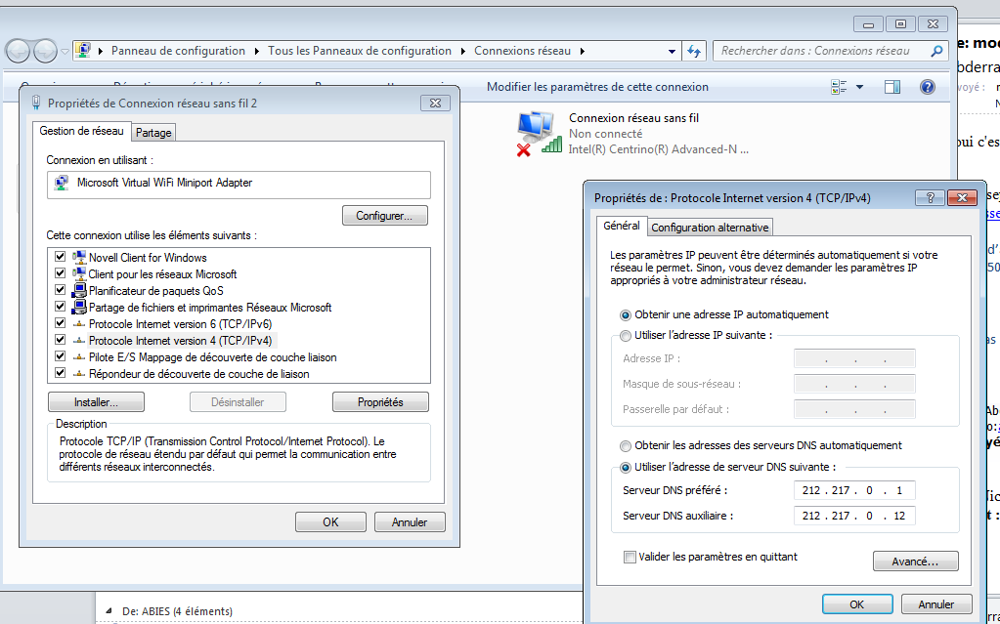 Panneau de configuration ▸ Tous les Panneaux de configuration ▸ Connexions réseau ▸
Rechercher dans : Connexions réseau
Modifier les paramètres de cette connexion
Connexion réseau sans fil
Non connecté
Intel(R) Centrino(R) Advanced-N ...
Propriétés de Connexion réseau sans fil 2
Gestion de réseau
Partage
Connexion en utilisant :
Microsoft Virtual WiFi Miniport Adapter
Configurer...
Cette connexion utilise les éléments suivants :
Novell Client for Windows
Client pour les réseaux Microsoft
Planificateur de paquets QoS
Partage de fichiers et imprimantes Réseaux Microsoft
Protocole Internet version 6 (TCP/IPv6)
Protocole Internet version 4 (TCP/IPv4)
Pilote E/S Mappage de découverte de couche de liaison
Répondeur de découverte de couche de liaison
Installer...
Désinstaller
Propriétés
Description
Protocole TCP/IP (Transmission Control Protocol/Internet Protocol). Le
protocole de réseau étendu par défaut qui permet la communication entre
différents réseaux interconnectés.
OK
Annuler
Propriétés de : Protocole Internet version 4 (TCP/IPv4)
Général
Configuration alternative
Les paramètres IP peuvent être déterminés automatiquement si votre
réseau le permet. Sinon, vous devez demander les paramètres IP
appropriés à votre administrateur réseau.
Obtenir une adresse IP automatiquement
Utiliser l'adresse IP suivante :
Adresse IP :
Masque de sous-réseau :
Passerelle par défaut :
Obtenir les adresses des serveurs DNS automatiquement
Utiliser l'adresse de serveur DNS suivante :
Serveur DNS préféré : 212 . 217 . 0 . 1
Serveur DNS auxiliaire : 212 . 217 . 0 . 12
Valider les paramètres en quittant
Avancé...
OK
Annuler
De: ABIES (4 éléments)